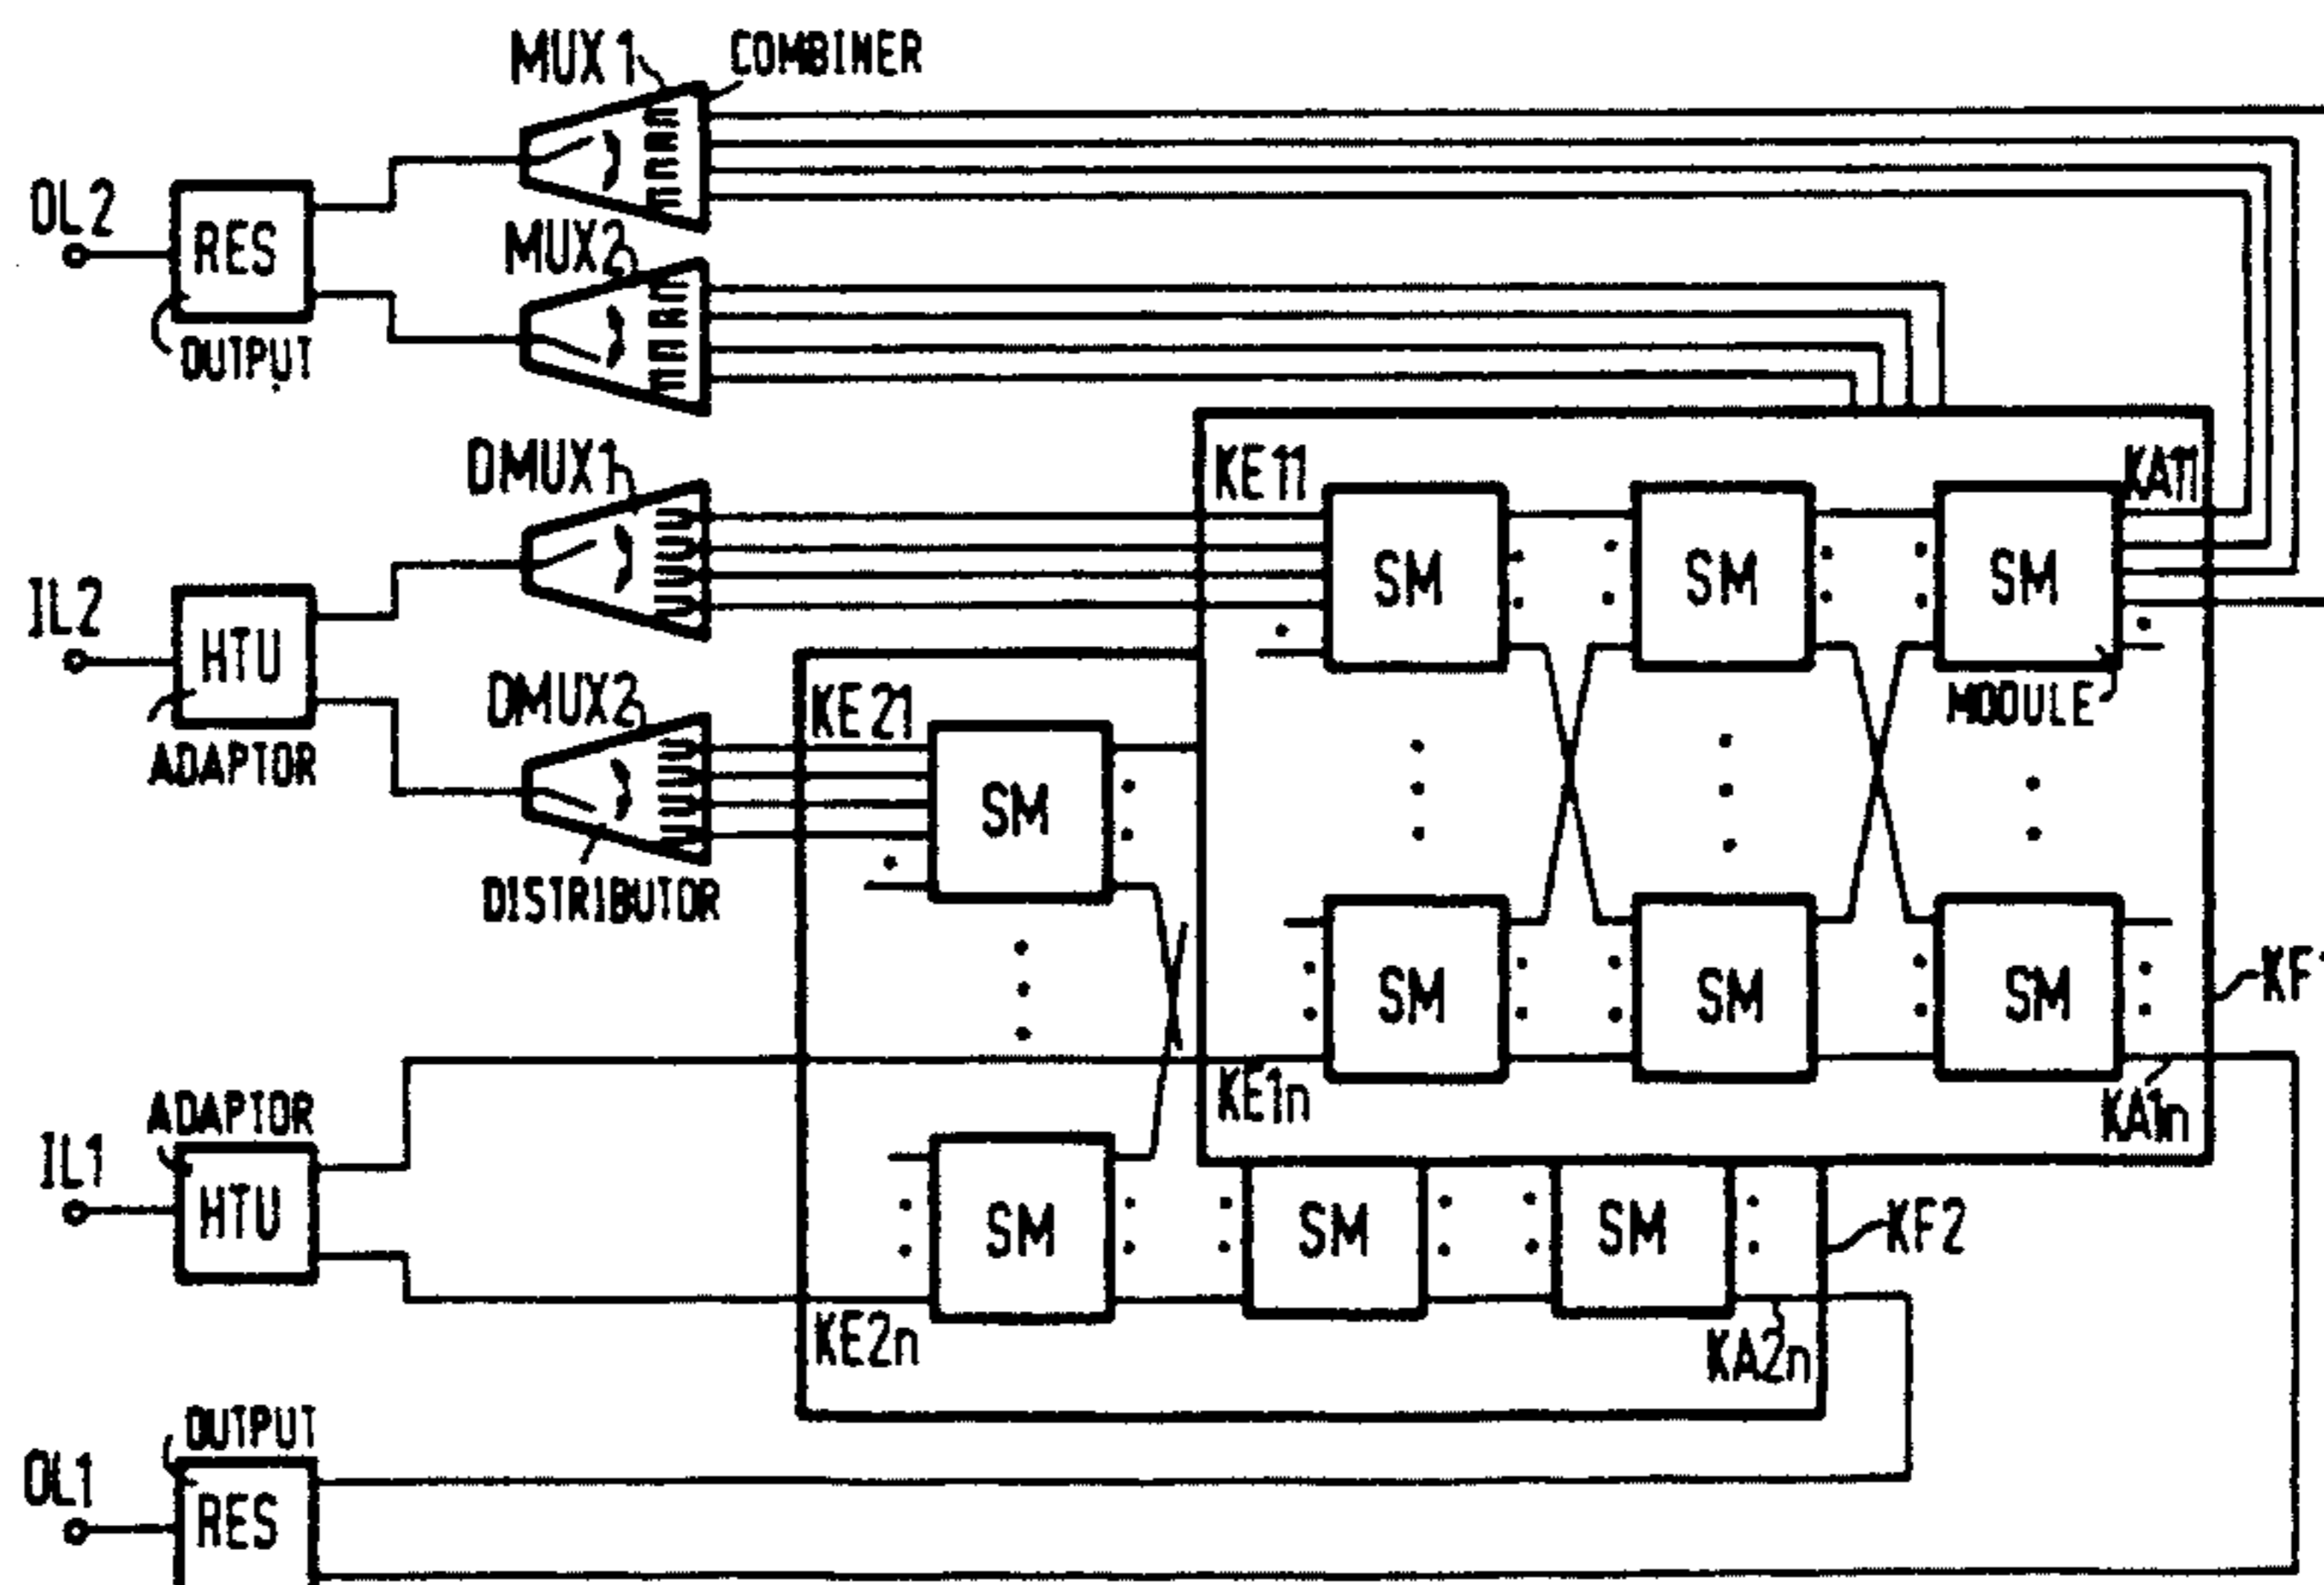 MUX1
COMBINER
OL2
RES
MUX2
OUTPUT
DMUX1
KE11
KA11
SM
SM
SM
IL2
HTU
DMUX2
KE21
MODULE
ADAPTOR
SM
DISTRIBUTOR
SM
SM
SM
KF1
KE1n
KA1n
ADAPTOR
IL1
HTU
SM
SM
SM
KF2
KE2n
KA2n
OUTPUT
OL1
RES